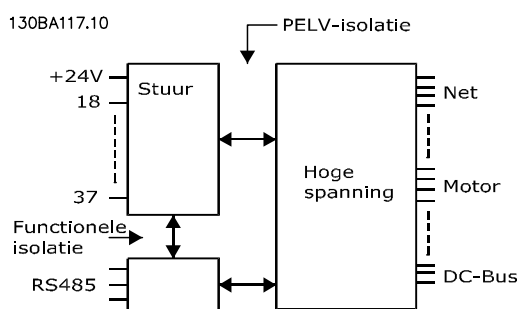 130BA117.10
PELV-isolatie
+24V
18
37
Stuur
Hoge
spanning
Net
Motor
DC-Bus
Functionele
isolatie
RS485